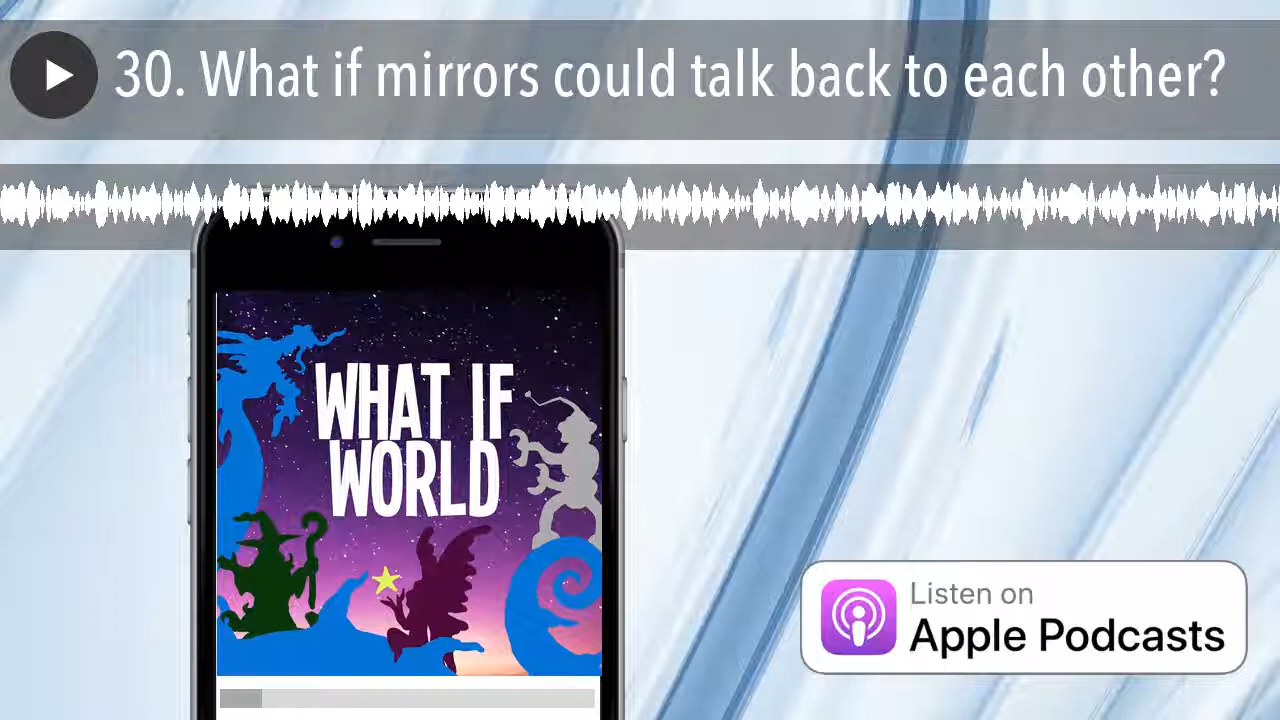 30. What if mirrors could talk back to each other?
WHAT IF
WORLD
Listen on
Apple Podcasts